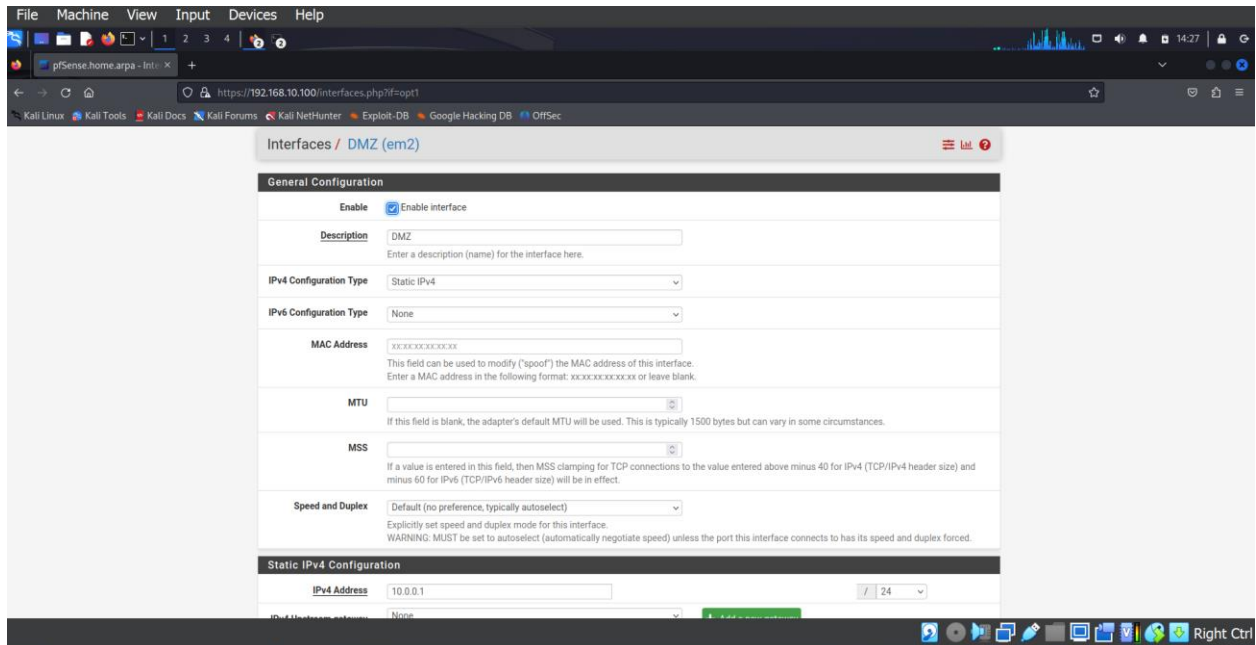 File Machine View Input Devices Help
1 2 3 4 2 2 14:27
pfSense.home.arpa - Inte
https://192.168.10.100/interfaces.php?if=opt1
Kali Linux Kali Tools Kali Docs Kali Forums Kali NetHunter Exploit-DB Google Hacking DB OffSec
Interfaces / DMZ (em2)
General Configuration
Enable Enable interface
Description DMZ
Enter a description (name) for the interface here.
IPv4 Configuration Type Static IPv4
IPv6 Configuration Type None
MAC Address xx:xx:xx:xx:xx:xx
This field can be used to modify ("spoof") the MAC address of this interface.
Enter a MAC address in the following format: xx:xx:xx:xx:xx:xx or leave blank.
MTU
If this field is blank, the adapter's default MTU will be used. This is typically 1500 bytes but can vary in some circumstances.
MSS
If a value is entered in this field, then MSS clamping for TCP connections to the value entered above minus 40 for IPv4 (TCP/IPv4 header size) and
minus 60 for IPv6 (TCP/IPv6 header size) will be in effect.
Speed and Duplex Default (no preference, typically autoselect)
Explicitly set speed and duplex mode for this interface.
WARNING: MUST be set to autoselect (automatically negotiate speed) unless the port this interface connects to has its speed and duplex forced.
Static IPv4 Configuration
IPv4 Address 10.0.0.1 / 24
IPv4 Upstream gateway None Add a new gateway
Right Ctrl